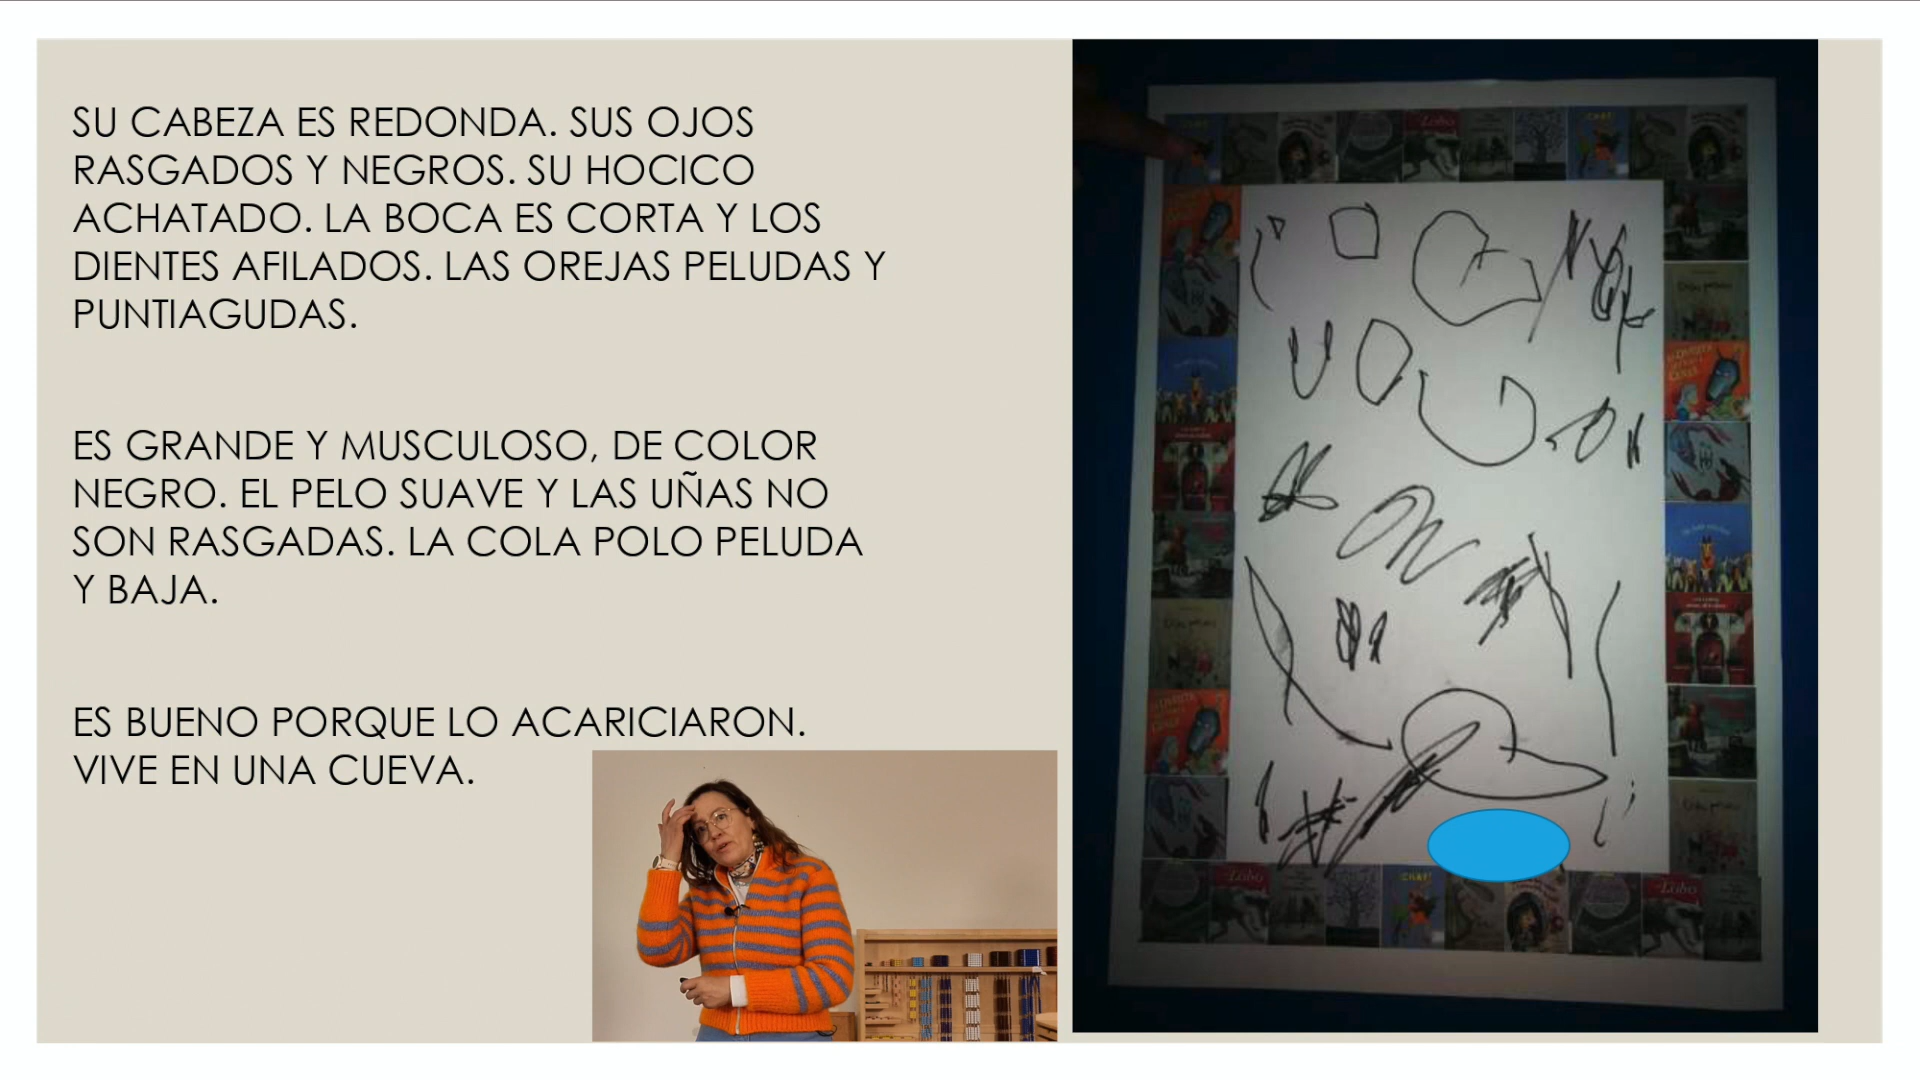 SU CABEZA ES REDONDA. SUS OJOS
RASGADOS Y NEGROS. SU HOCICO
ACHATADO. LA BOCA ES CORTA Y LOS
DIENTES AFILADOS. LAS OREJAS PELUDAS Y
PUNTIAGUDAS.
ES GRANDE Y MUSCULOSO, DE COLOR
NEGRO. EL PELO SUAVE Y LAS UÑAS NO
SON RASGADAS. LA COLA POLO PELUDA
Y BAJA.
ES BUENO PORQUE LO ACARICIARON.
VIVE EN UNA CUEVA.
Lobo
Lobo